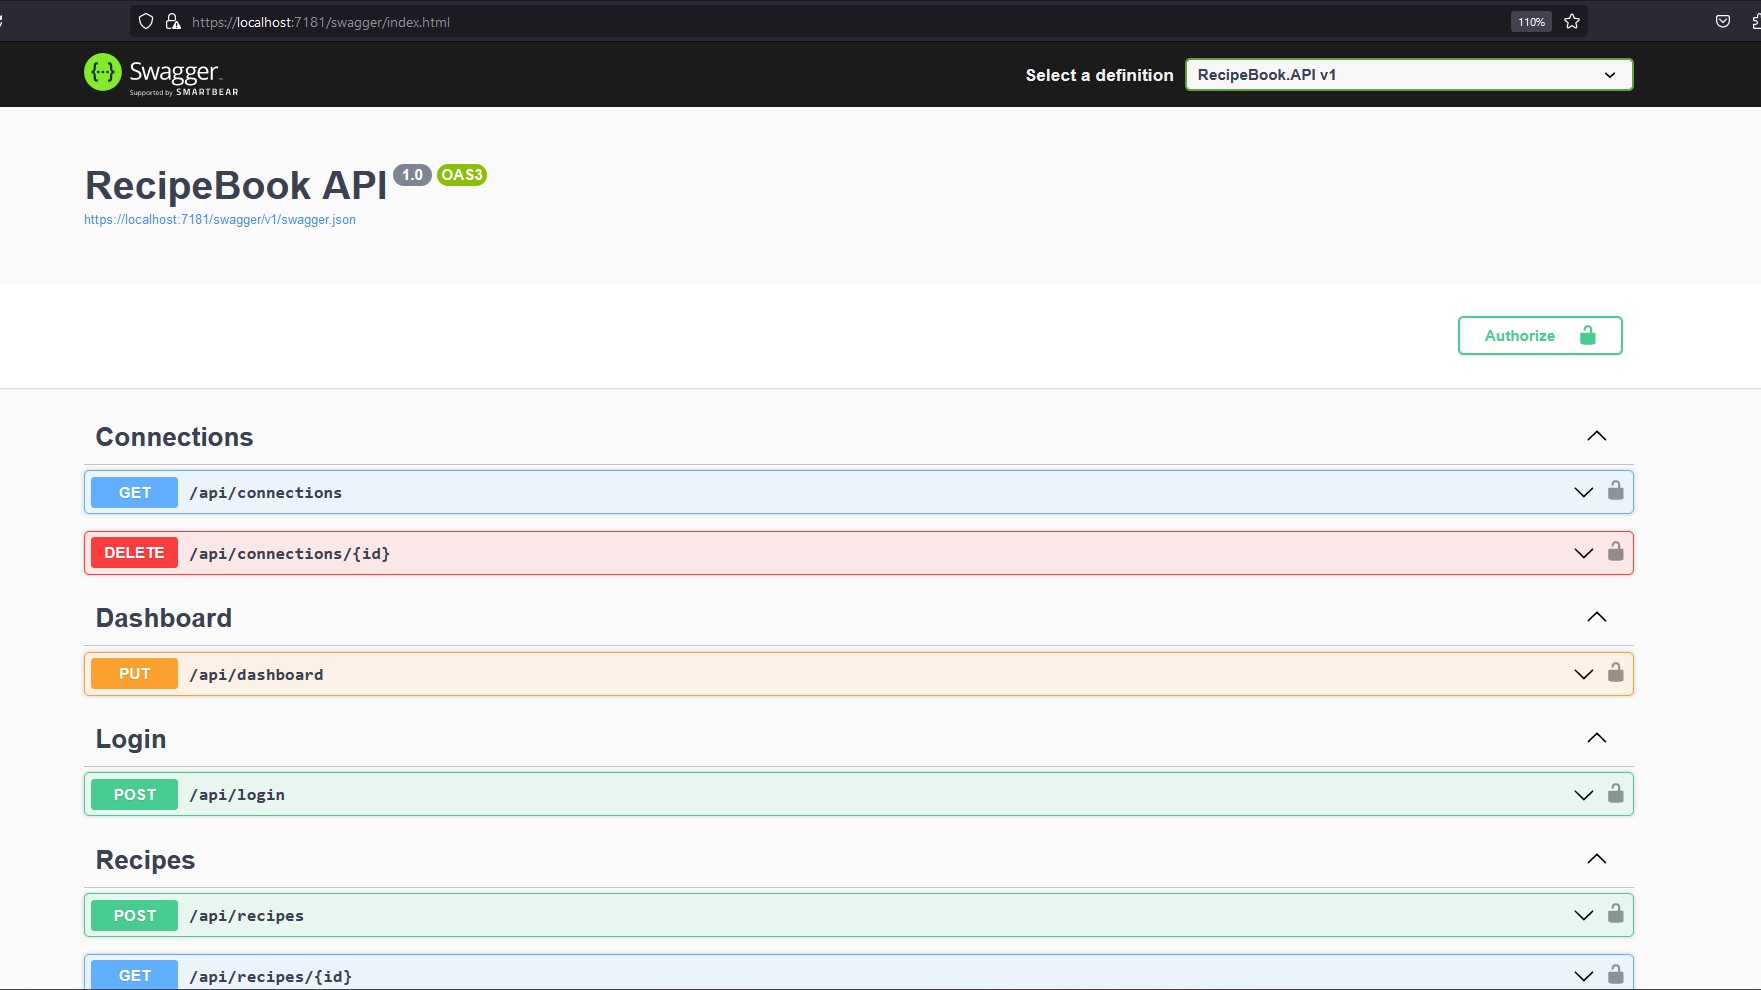 https://localhost:7181/swagger/index.html
110%
Swagger
Supported by SMARTBEAR
Select a definition
RecipeBook.API v1
RecipeBook API 1.0 OAS3
https://localhost:7181/swagger/v1/swagger.json
Authorize
Connections
GET /api/connections
DELETE /api/connections/{id}
Dashboard
PUT /api/dashboard
Login
POST /api/login
Recipes
POST /api/recipes
GET /api/recipes/{id}